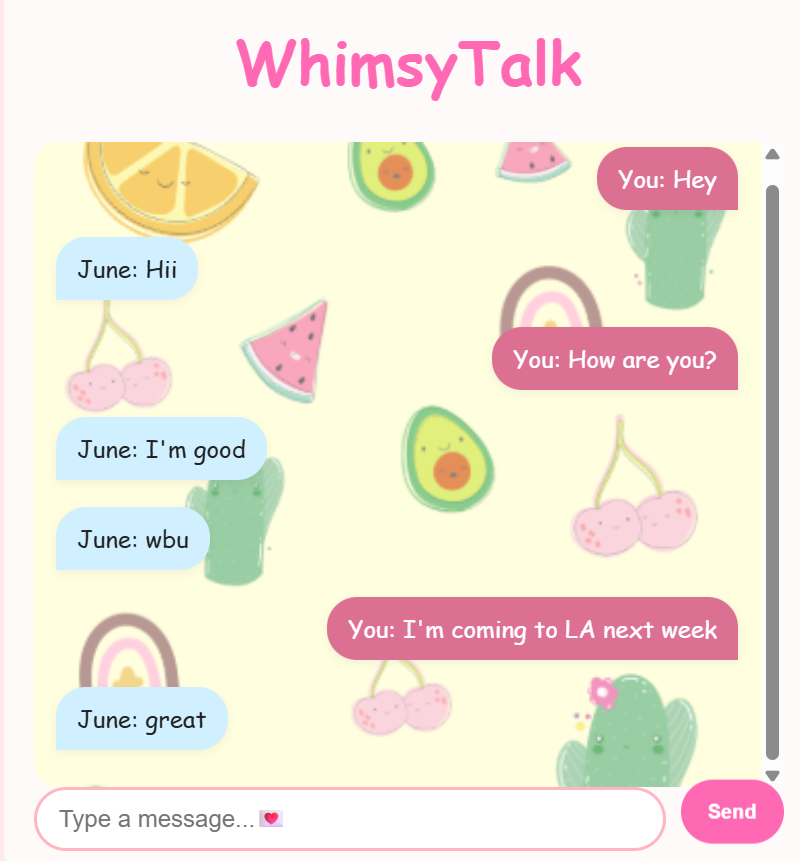 WhimsyTalk
You: Hey
June: Hii
You: How are you?
June: I'm good
June: wbu
You: I'm coming to LA next week
June: great
Type a message...💌
Send